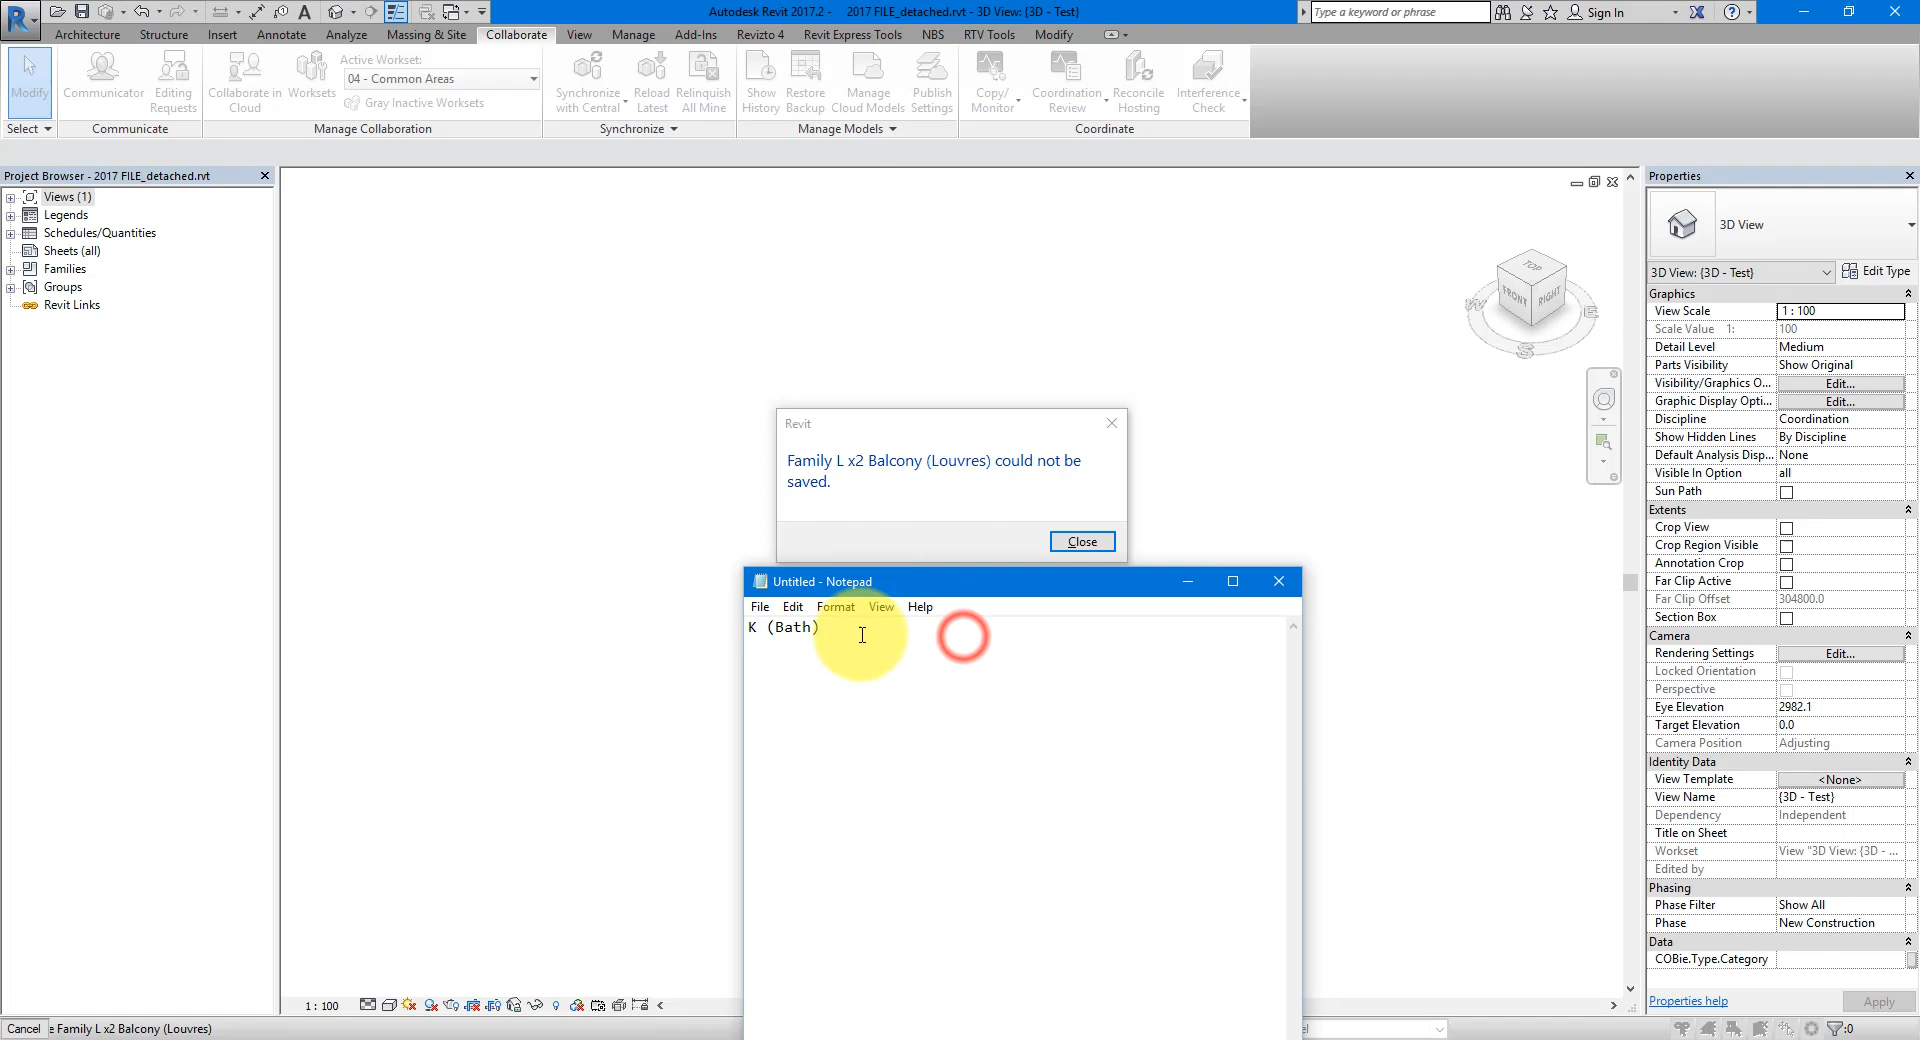 Autodesk Revit 2017.2 - 2017 FILE_detached.rvt - 3D View: {3D - Test}
Type a keyword or phrase
Sign In
Architecture Structure Insert Annotate Analyze Massing & Site Collaborate View Manage Add-Ins Revizto 4 Revit Express Tools NBS RTV Tools Modify
Modify
Select
Communicator
Editing
Requests
Communicate
Collaborate in
Cloud
Worksets
Active Workset:
04 - Common Areas
Gray Inactive Worksets
Manage Collaboration
Synchronize
with Central
Reload
Latest
Relinquish
All Mine
Synchronize
Show
History
Restore
Backup
Manage
Cloud Models
Publish
Settings
Manage Models
Copy/
Monitor
Coordination
Review
Reconcile
Hosting
Interference
Check
Coordinate
Project Browser - 2017 FILE_detached.rvt
Views (1)
Legends
Schedules/Quantities
Sheets (all)
Families
Groups
Revit Links
TOP
FRONT
RIGHT
W
E
S
Revit
Family L x2 Balcony (Louvres) could not be
saved.
Close
Untitled - Notepad
File Edit Format View Help
K (Bath)
Properties
3D View
3D View: {3D - Test}
Edit Type
Graphics
View Scale 1 : 100
Scale Value 1: 100
Detail Level Medium
Parts Visibility Show Original
Visibility/Graphics O... Edit...
Graphic Display Opti... Edit...
Discipline Coordination
Show Hidden Lines By Discipline
Default Analysis Disp... None
Visible In Option all
Sun Path
Extents
Crop View
Crop Region Visible
Annotation Crop
Far Clip Active
Far Clip Offset 304800.0
Section Box
Camera
Rendering Settings Edit...
Locked Orientation
Perspective
Eye Elevation 2982.1
Target Elevation 0.0
Camera Position Adjusting
Identity Data
View Template <None>
View Name {3D - Test}
Dependency Independent
Title on Sheet
Workset View "3D View: {3D - ...
Edited by
Phasing
Phase Filter Show All
Phase New Construction
Data
COBie.Type.Category
Properties help
Apply
1 : 100
Cancel
e Family L x2 Balcony (Louvres)
el
:0